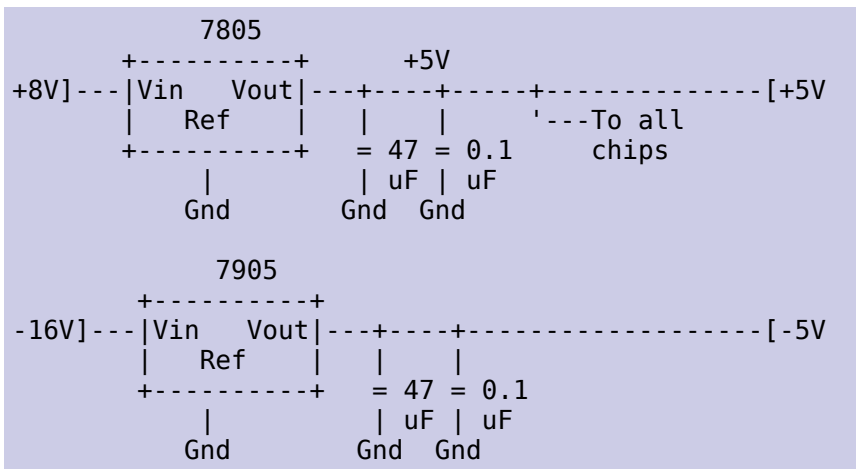 7805
       +----------+      +5V
+8V]---|Vin   Vout|---+----+-----+--------------[+5V
       |   Ref    |   |    |     '---To all
       +----------+   = 47 = 0.1     chips
            |         | uF | uF
           Gnd       Gnd  Gnd
             7905
        +----------+
-16V]---|Vin   Vout|---+----+-------------------[-5V
        |   Ref    |   |    |
        +----------+   = 47 = 0.1
            |          | uF | uF
           Gnd        Gnd  Gnd